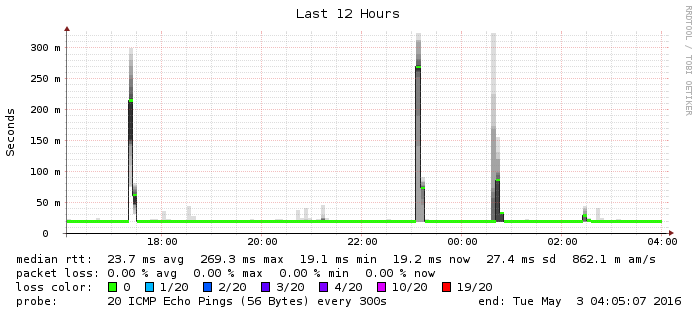 Last 12 Hours
RRDTOOL / TOBI OETIKER
Seconds
300 m
250 m
200 m
150 m
100 m
50 m
0
18:00 20:00 22:00 00:00 02:00 04:00
median rtt: 23.7 ms avg 269.3 ms max 19.1 ms min 19.2 ms now 27.4 ms sd 862.1 m am/s
packet loss: 0.00 % avg 0.00 % max 0.00 % min 0.00 % now
loss color: 0 1/20 2/20 3/20 4/20 10/20 19/20
probe: 20 ICMP Echo Pings (56 Bytes) every 300s end: Tue May 3 04:05:07 2016